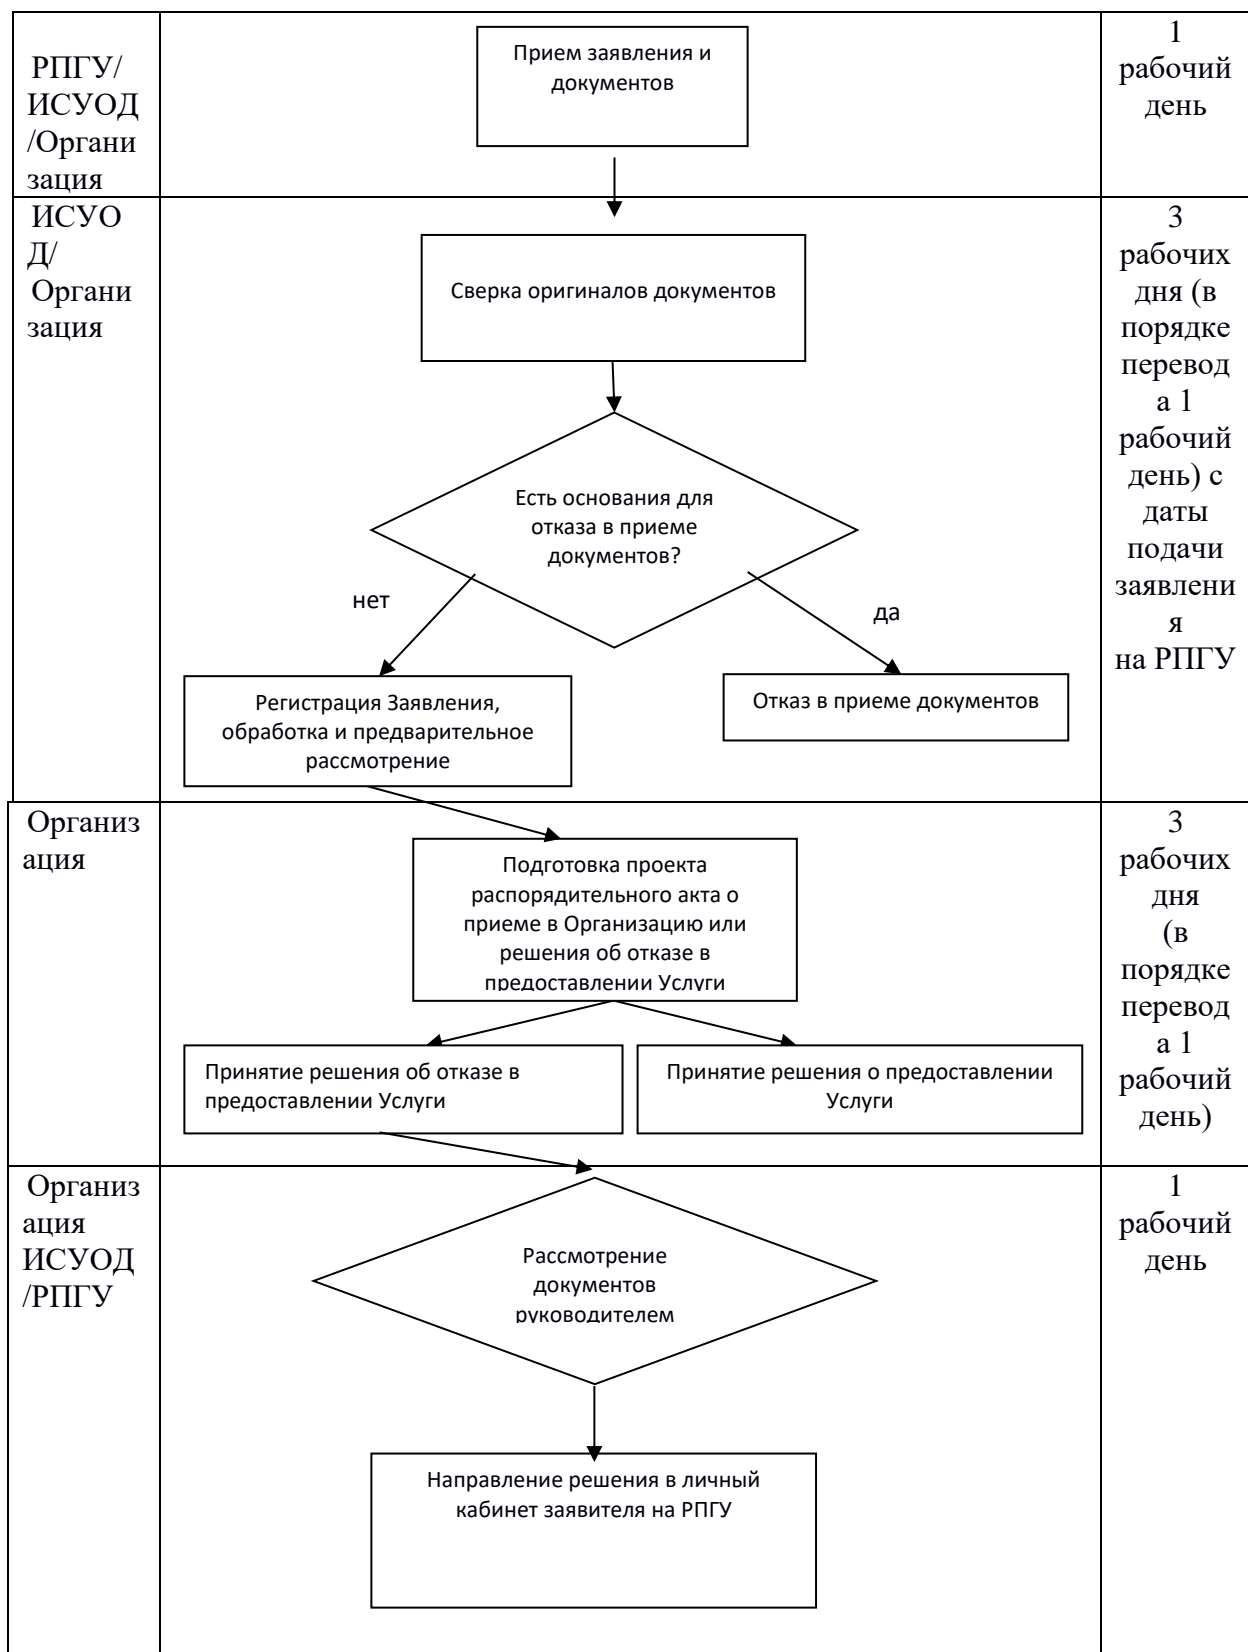 РПГУ/
ИСУОД
/Органи
зация
Прием заявления и
документов
1
рабочий
день
ИСУО
Д/
Органи
зация
Сверка оригиналов документов
Есть основания для
отказа в приеме
документов?
нет
да
Регистрация Заявления,
обработка и предварительное
рассмотрение
Отказ в приеме документов
3
рабочих
дня (в
порядке
перевод
а 1
рабочий
день) с
даты
подачи
заявлени
я
на РПГУ
Организ
ация
Подготовка проекта
распорядительного акта о
приеме в Организацию или
решения об отказе в
предоставлении Услуги
Принятие решения об отказе в
предоставлении Услуги
Принятие решения о предоставлении
Услуги
3
рабочих
дня
(в
порядке
перевод
а 1
рабочий
день)
Организ
ация
ИСУОД
/РПГУ
Рассмотрение
документов
руководителем
Направление решения в личный
кабинет заявителя на РПГУ
1
рабочий
день